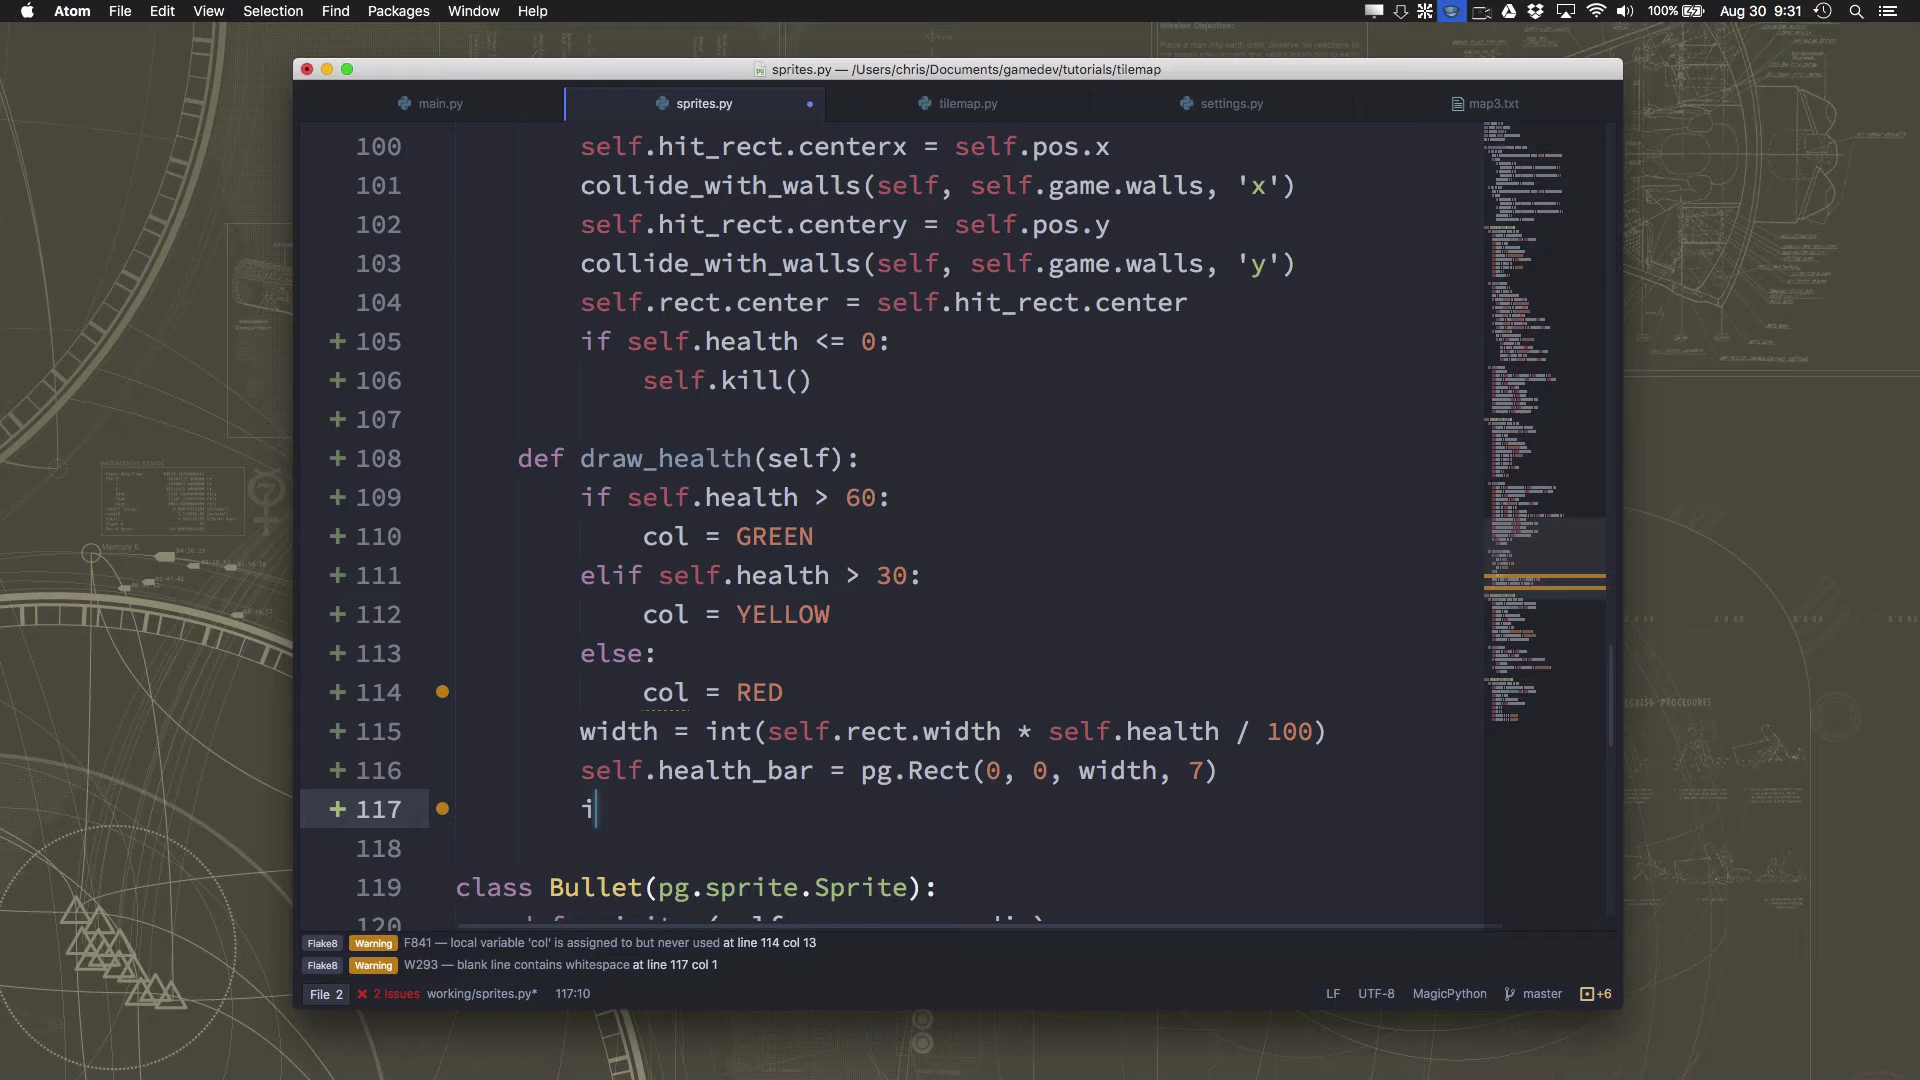 Atom File Edit View Selection Find Packages Window Help
100% Aug 30 9:31
Mission Objective:
sprites.py — /Users/chris/Documents/gamedev/tutorials/tilemap
main.py
sprites.py
tilemap.py
settings.py
map3.txt
100 self.hit_rect.centerx = self.pos.x
101 collide_with_walls(self, self.game.walls, 'x')
102 self.hit_rect.centery = self.pos.y
103 collide_with_walls(self, self.game.walls, 'y')
104 self.rect.center = self.hit_rect.center
+ 105 if self.health <= 0:
+ 106 self.kill()
+ 107
+ 108 def draw_health(self):
+ 109 if self.health > 60:
+ 110 col = GREEN
+ 111 elif self.health > 30:
+ 112 col = YELLOW
+ 113 else:
+ 114 col = RED
+ 115 width = int(self.rect.width * self.health / 100)
+ 116 self.health_bar = pg.Rect(0, 0, width, 7)
+ 117 i
118
119 class Bullet(pg.sprite.Sprite):
120
Flake8 Warning F841 — local variable 'col' is assigned to but never used at line 114 col 13
Flake8 Warning W293 — blank line contains whitespace at line 117 col 1
File 2 2 Issues working/sprites.py* 117:10
LF UTF-8 MagicPython master +6